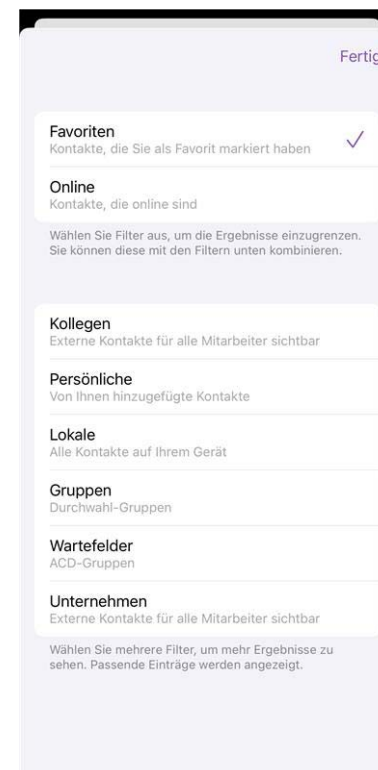 Fertig
Favoriten
Kontakte, die Sie als Favorit markiert haben
Online
Kontakte, die online sind
Wählen Sie Filter aus, um die Ergebnisse einzugrenzen.
Sie können diese mit den Filtern unten kombinieren.
Kollegen
Externe Kontakte für alle Mitarbeiter sichtbar
Persönliche
Von Ihnen hinzugefügte Kontakte
Lokale
Alle Kontakte auf Ihrem Gerät
Gruppen
Durchwahl-Gruppen
Wartefelder
ACD-Gruppen
Unternehmen
Externe Kontakte für alle Mitarbeiter sichtbar
Wählen Sie mehrere Filter, um mehr Ergebnisse zu
sehen. Passende Einträge werden angezeigt.